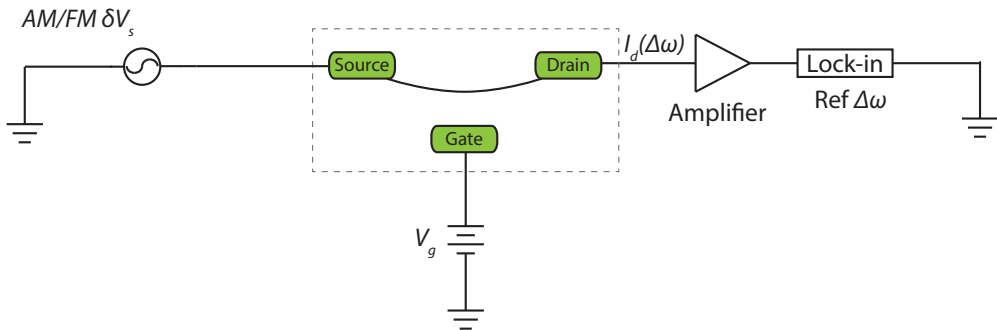 AM/FM δVs
Source
Drain
Id(Δω)
Lock-in
Amplifier
Ref Δω
Gate
Vg